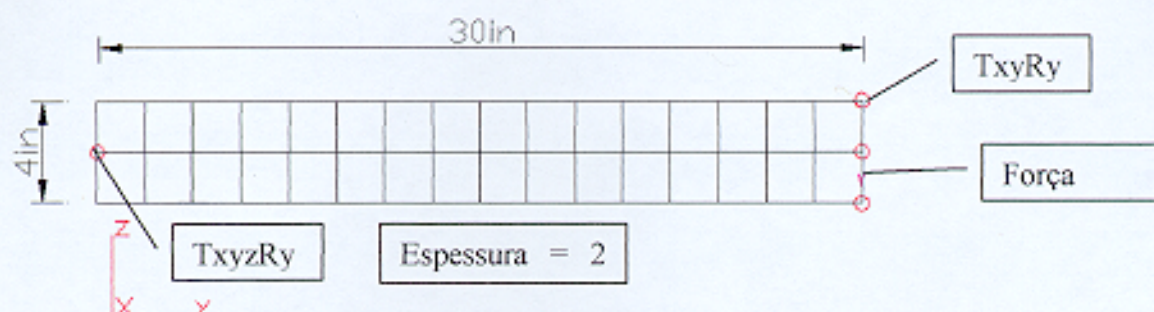 30in
TxyRy
4in
Força
TxyzRy
Espessura = 2
Z
X Y